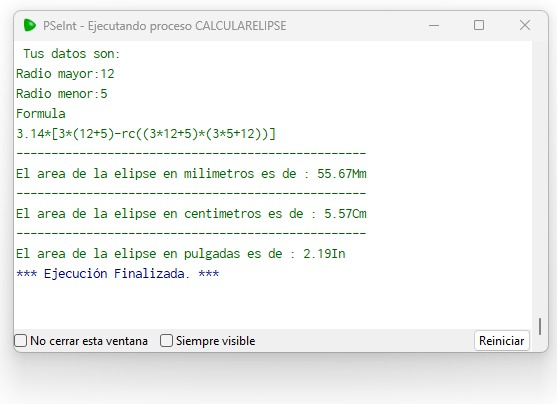 PSeInt - Ejecutando proceso CALCULARELIPSE
Tus datos son:
Radio mayor:12
Radio menor:5
Formula
3.14*[3*(12+5)-rc((3*12+5)*(3*5+12))]
-----------------------------------------------
El area de la elipse en milimetros es de : 55.67Mm
-----------------------------------------------
El area de la elipse en centimetros es de : 5.57Cm
-----------------------------------------------
El area de la elipse en pulgadas es de : 2.19In
*** Ejecución Finalizada. ***
No cerrar esta ventana Siempre visible Reiniciar